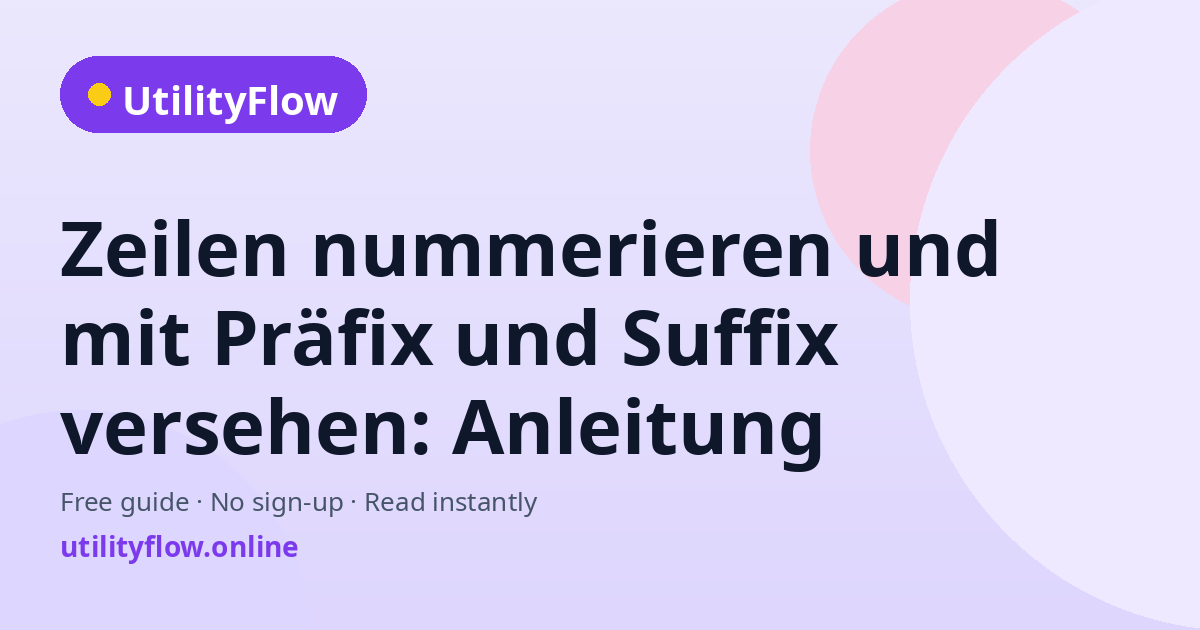 UtilityFlow
Zeilen nummerieren und
mit Präfix und Suffix
versehen: Anleitung
Free guide · No sign-up · Read instantly
utilityflow.online